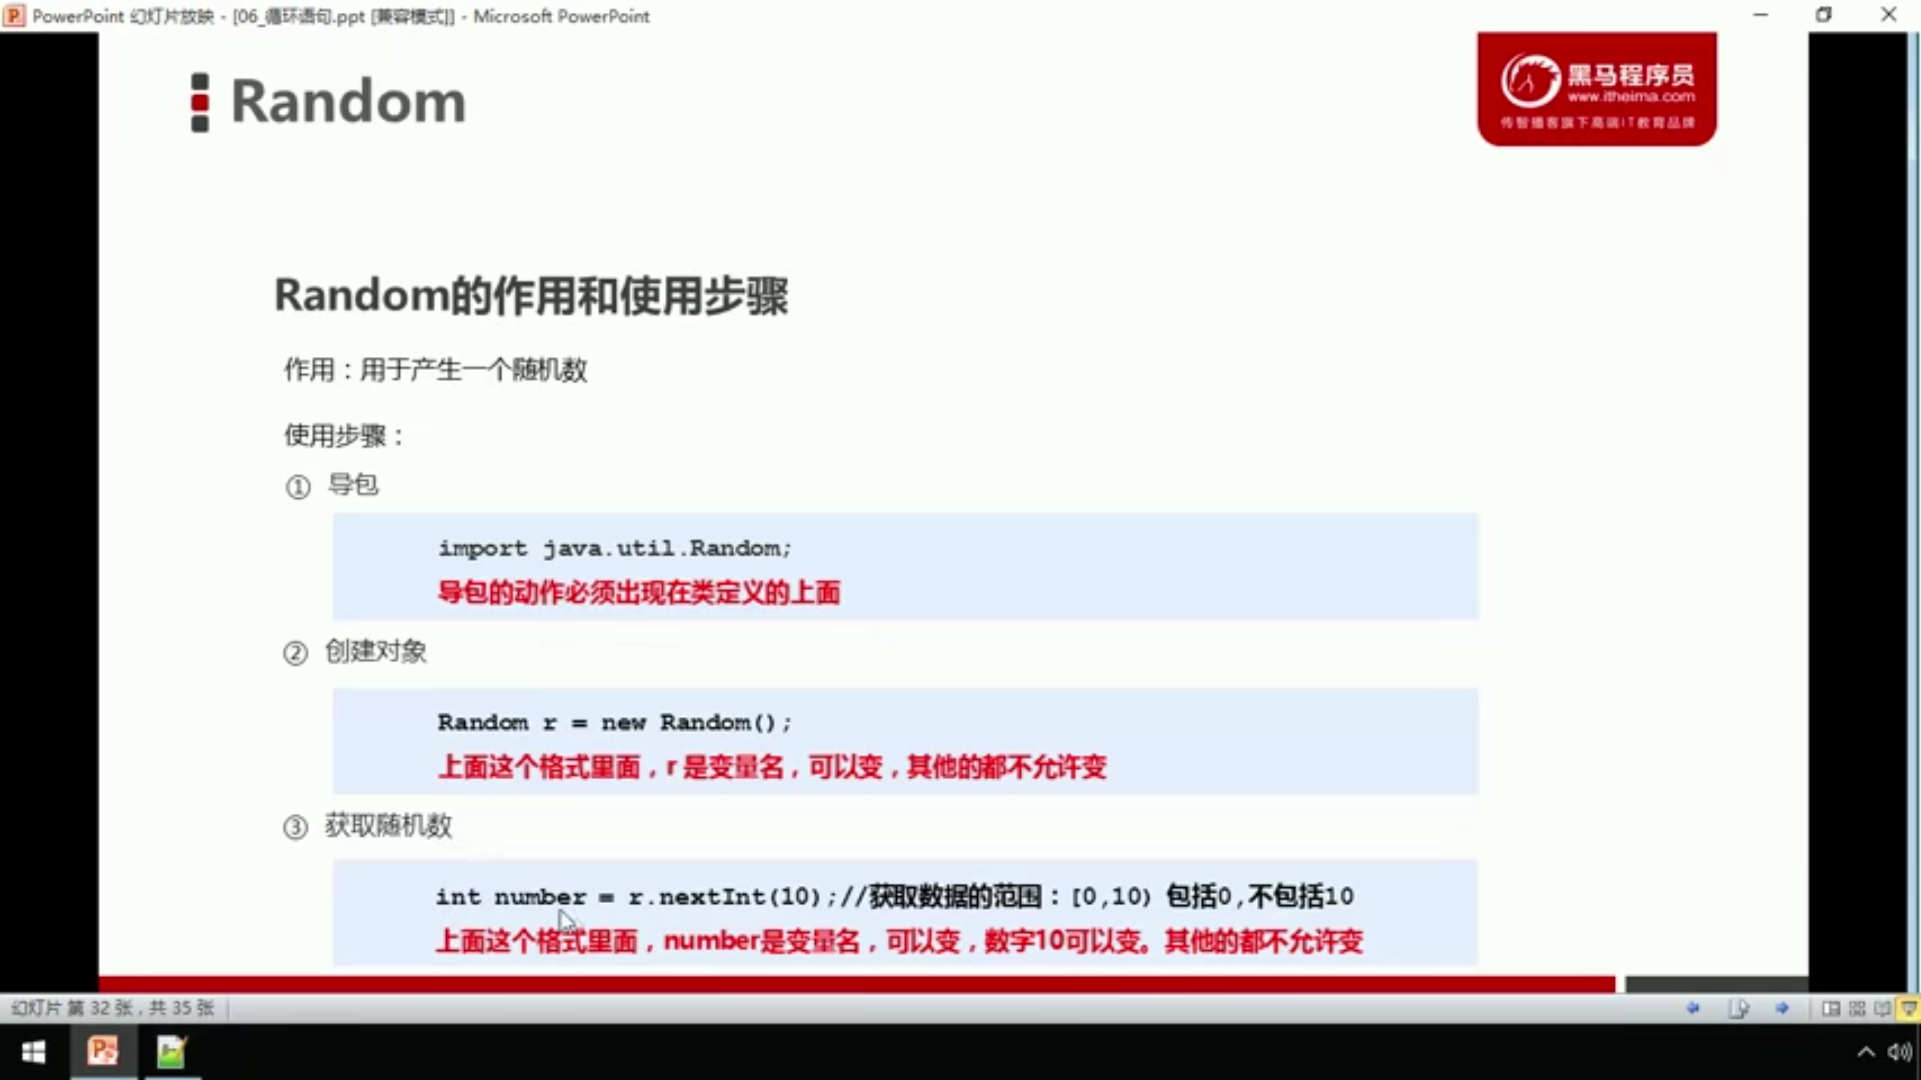 PowerPoint 幻灯片放映 - [06_循环语句.ppt [兼容模式]] - Microsoft PowerPoint
Random
黑马程序员
www.itheima.com
传智播客旗下高端IT教育品牌
Random的作用和使用步骤
作用：用于产生一个随机数
使用步骤：
① 导包
import java.util.Random;
导包的动作必须出现在类定义的上面
② 创建对象
Random r = new Random();
上面这个格式里面，r 是变量名，可以变，其他的都不允许变
③ 获取随机数
int number = r.nextInt(10);//获取数据的范围：[0,10) 包括0,不包括10
上面这个格式里面，number是变量名，可以变，数字10可以变。其他的都不允许变
幻灯片 第 32 张，共 35 张